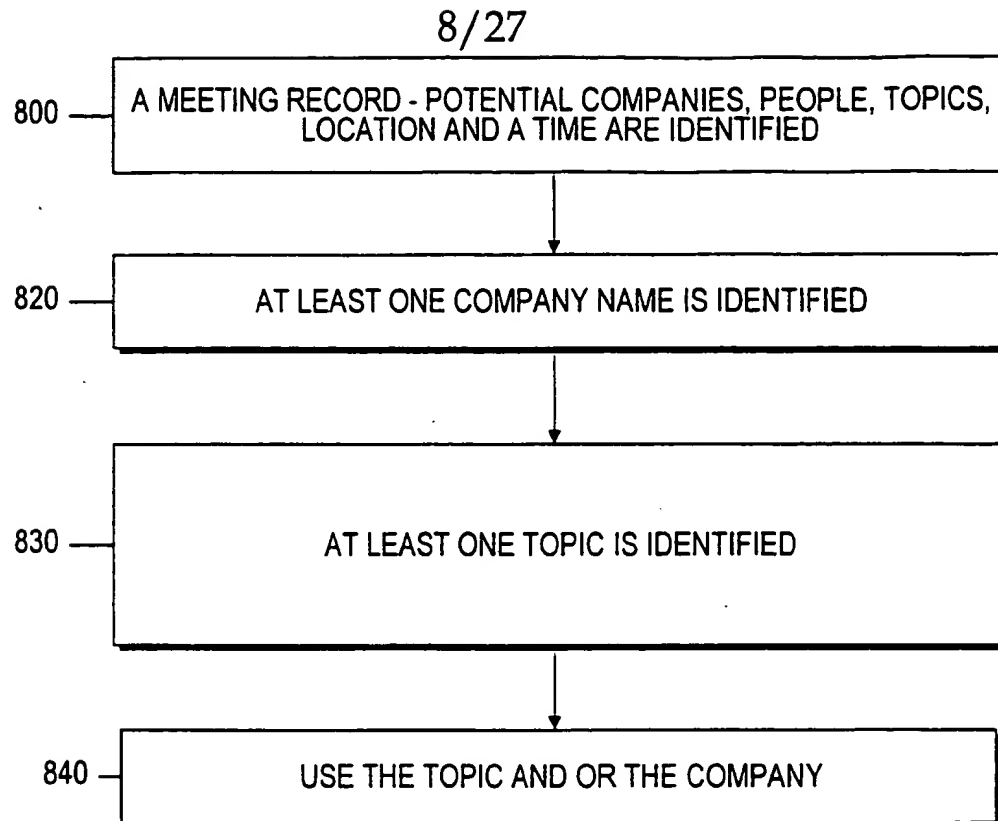 8/27
800
A MEETING RECORD - POTENTIAL COMPANIES, PEOPLE, TOPICS,
LOCATION AND A TIME ARE IDENTIFIED
820
AT LEAST ONE COMPANY NAME IS IDENTIFIED
830
AT LEAST ONE TOPIC IS IDENTIFIED
840
USE THE TOPIC AND OR THE COMPANY